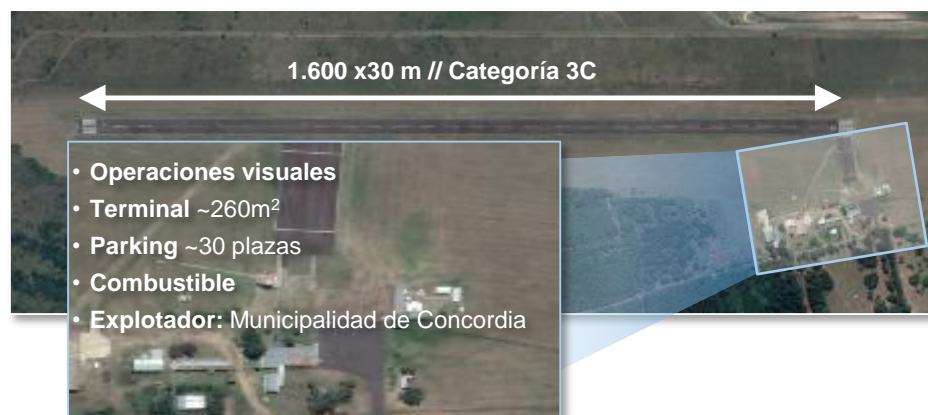 1.600 x30 m // Categoría 3C
• Operaciones visuales
• Terminal ~260m²
• Parking ~30 plazas
• Combustible
• Explotador: Municipalidad de Concordia